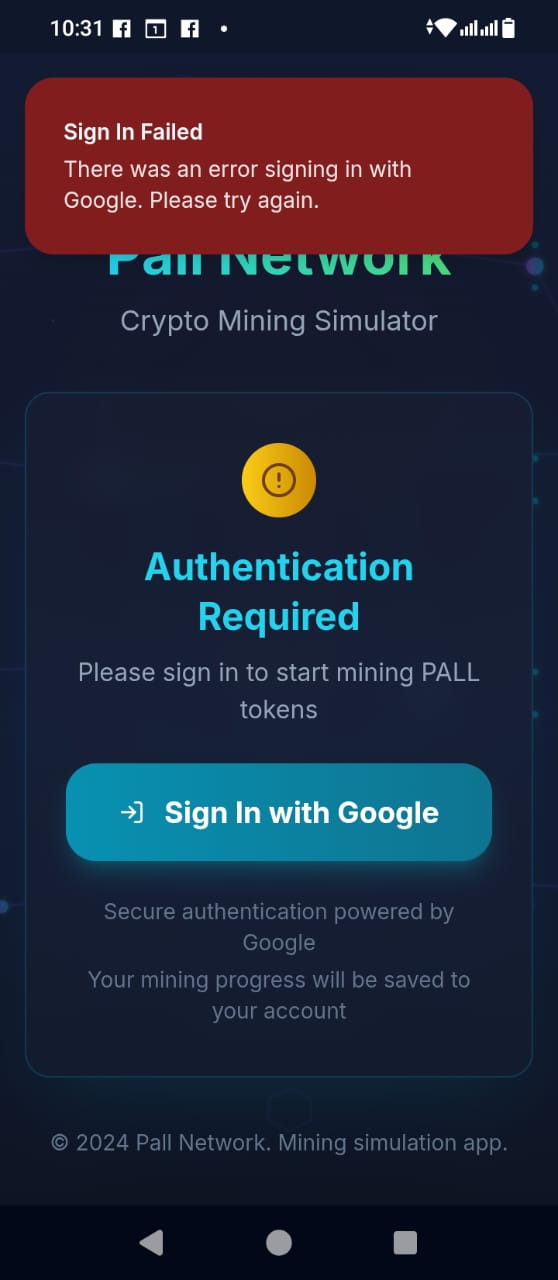 10:31
1
Sign In Failed
There was an error signing in with
Google. Please try again.
Pall Network
Crypto Mining Simulator
Authentication
Required
Please sign in to start mining PALL
tokens
Sign In with Google
Secure authentication powered by
Google
Your mining progress will be saved to
your account
© 2024 Pall Network. Mining simulation app.